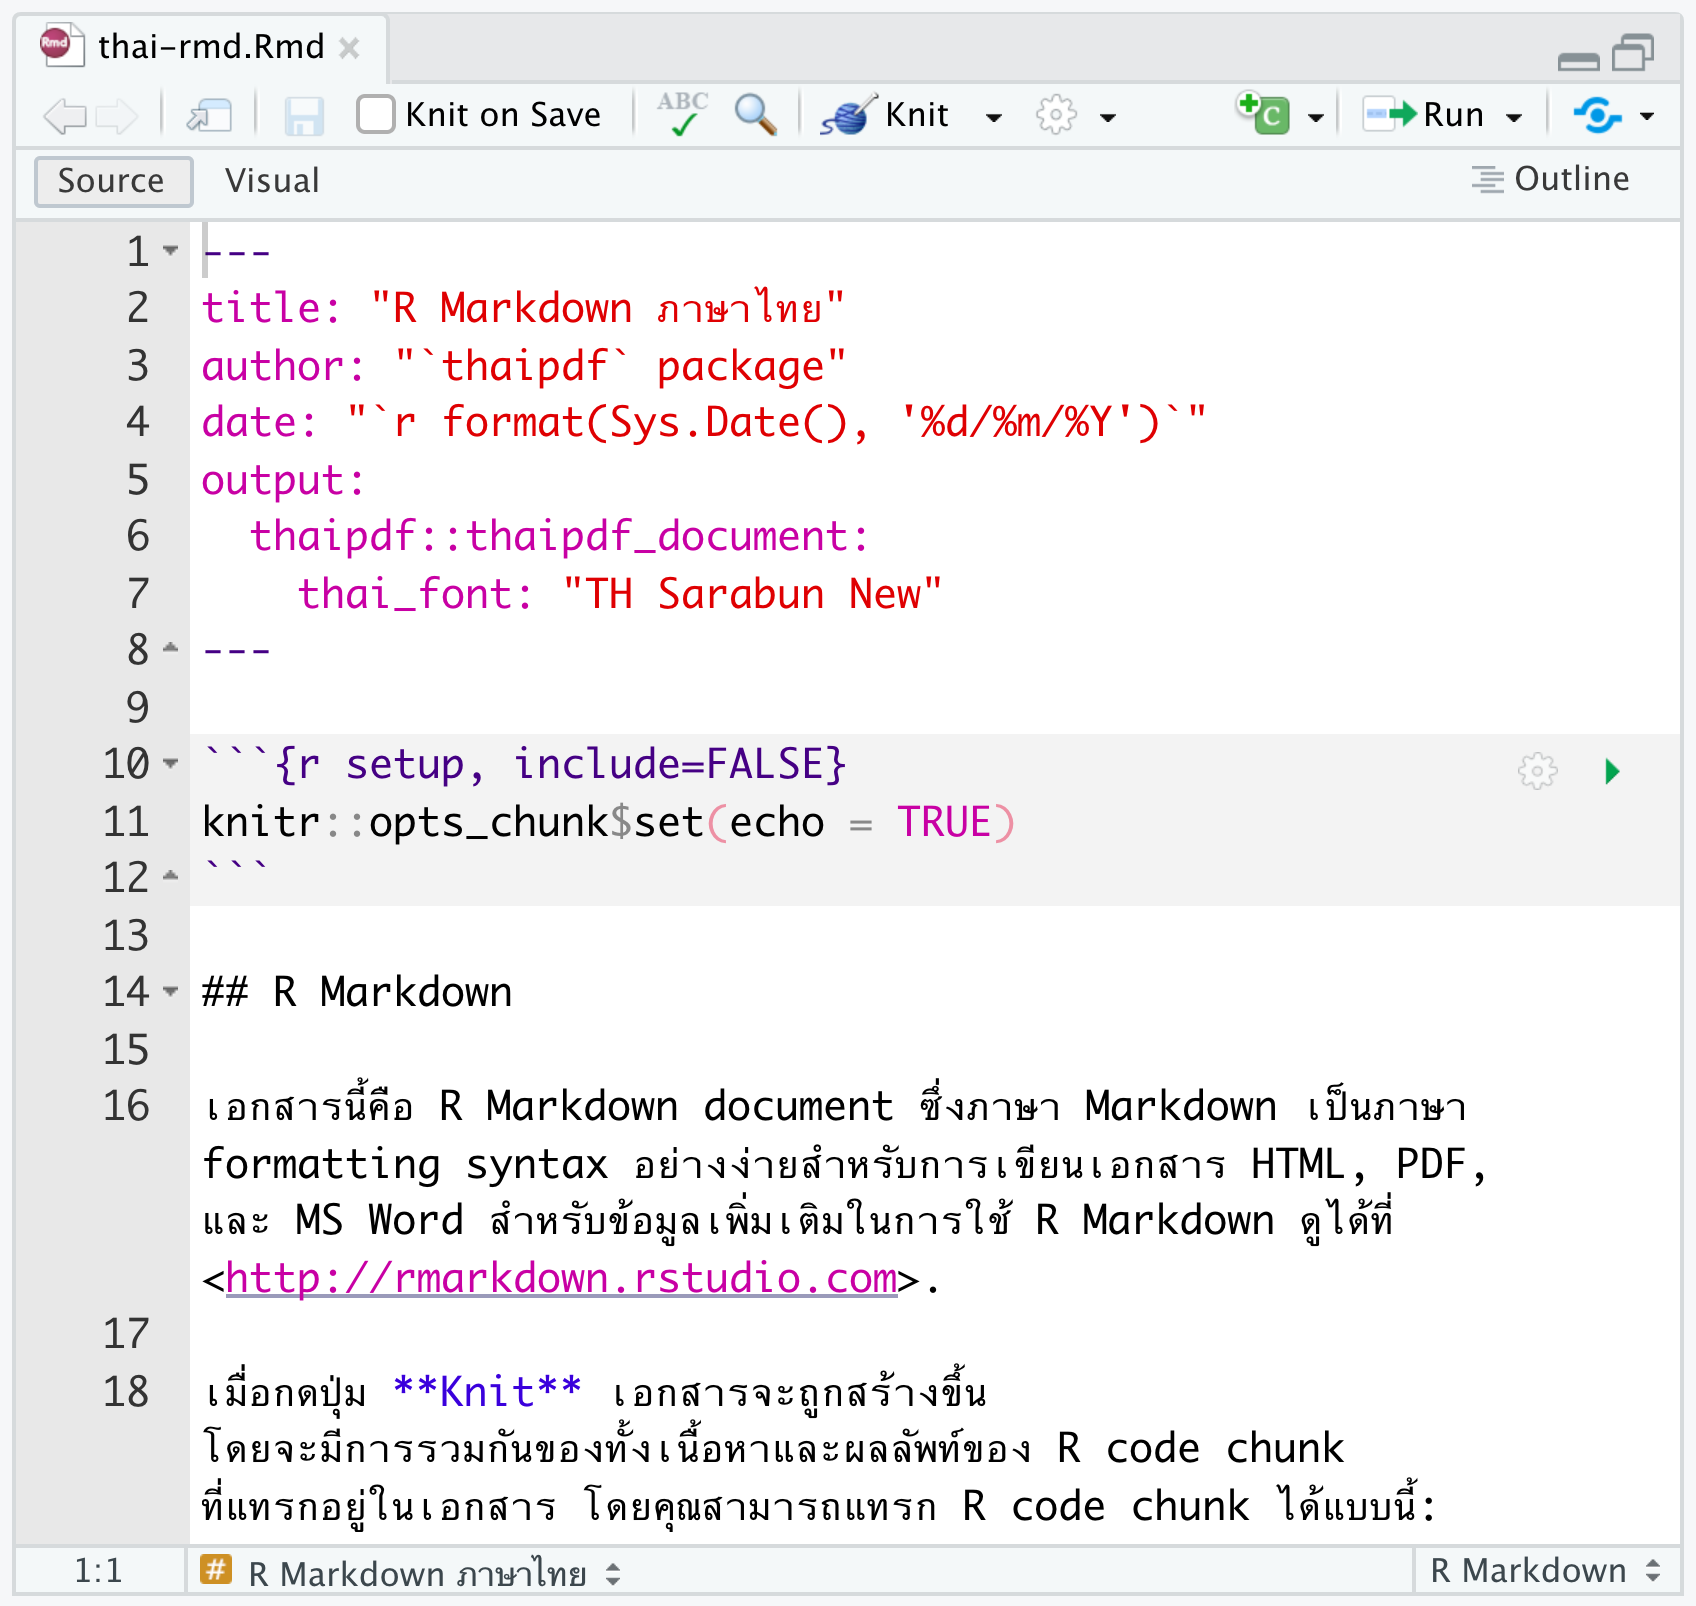 Rmd thai-rmd.Rmd
Knit on Save ABC Knit C Run
Source Visual Outline
1 ---
2 title: "R Markdown ภาษาไทย"
3 author: "`thaipdf` package"
4 date: "`r format(Sys.Date(), '%d/%m/%Y')`"
5 output:
6   thaipdf::thaipdf_document:
7     thai_font: "TH Sarabun New"
8 ---
9
10 ```{r setup, include=FALSE}
11 knitr::opts_chunk$set(echo = TRUE)
12 ```
13
14 ## R Markdown
15
16 เอกสารนี้คือ R Markdown document ซึ่งภาษา Markdown เป็นภาษา
formatting syntax อย่างง่ายสำหรับการเขียนเอกสาร HTML, PDF,
และ MS Word สำหรับข้อมูลเพิ่มเติมในการใช้ R Markdown ดูได้ที่
<http://rmarkdown.rstudio.com>.
17
18 เมื่อกดปุ่ม **Knit** เอกสารจะถูกสร้างขึ้น
โดยจะมีการรวมกันของทั้งเนื้อหาและผลลัพท์ของ R code chunk
ที่แทรกอยู่ในเอกสาร โดยคุณสามารถแทรก R code chunk ได้แบบนี้:
1:1 # R Markdown ภาษาไทย R Markdown